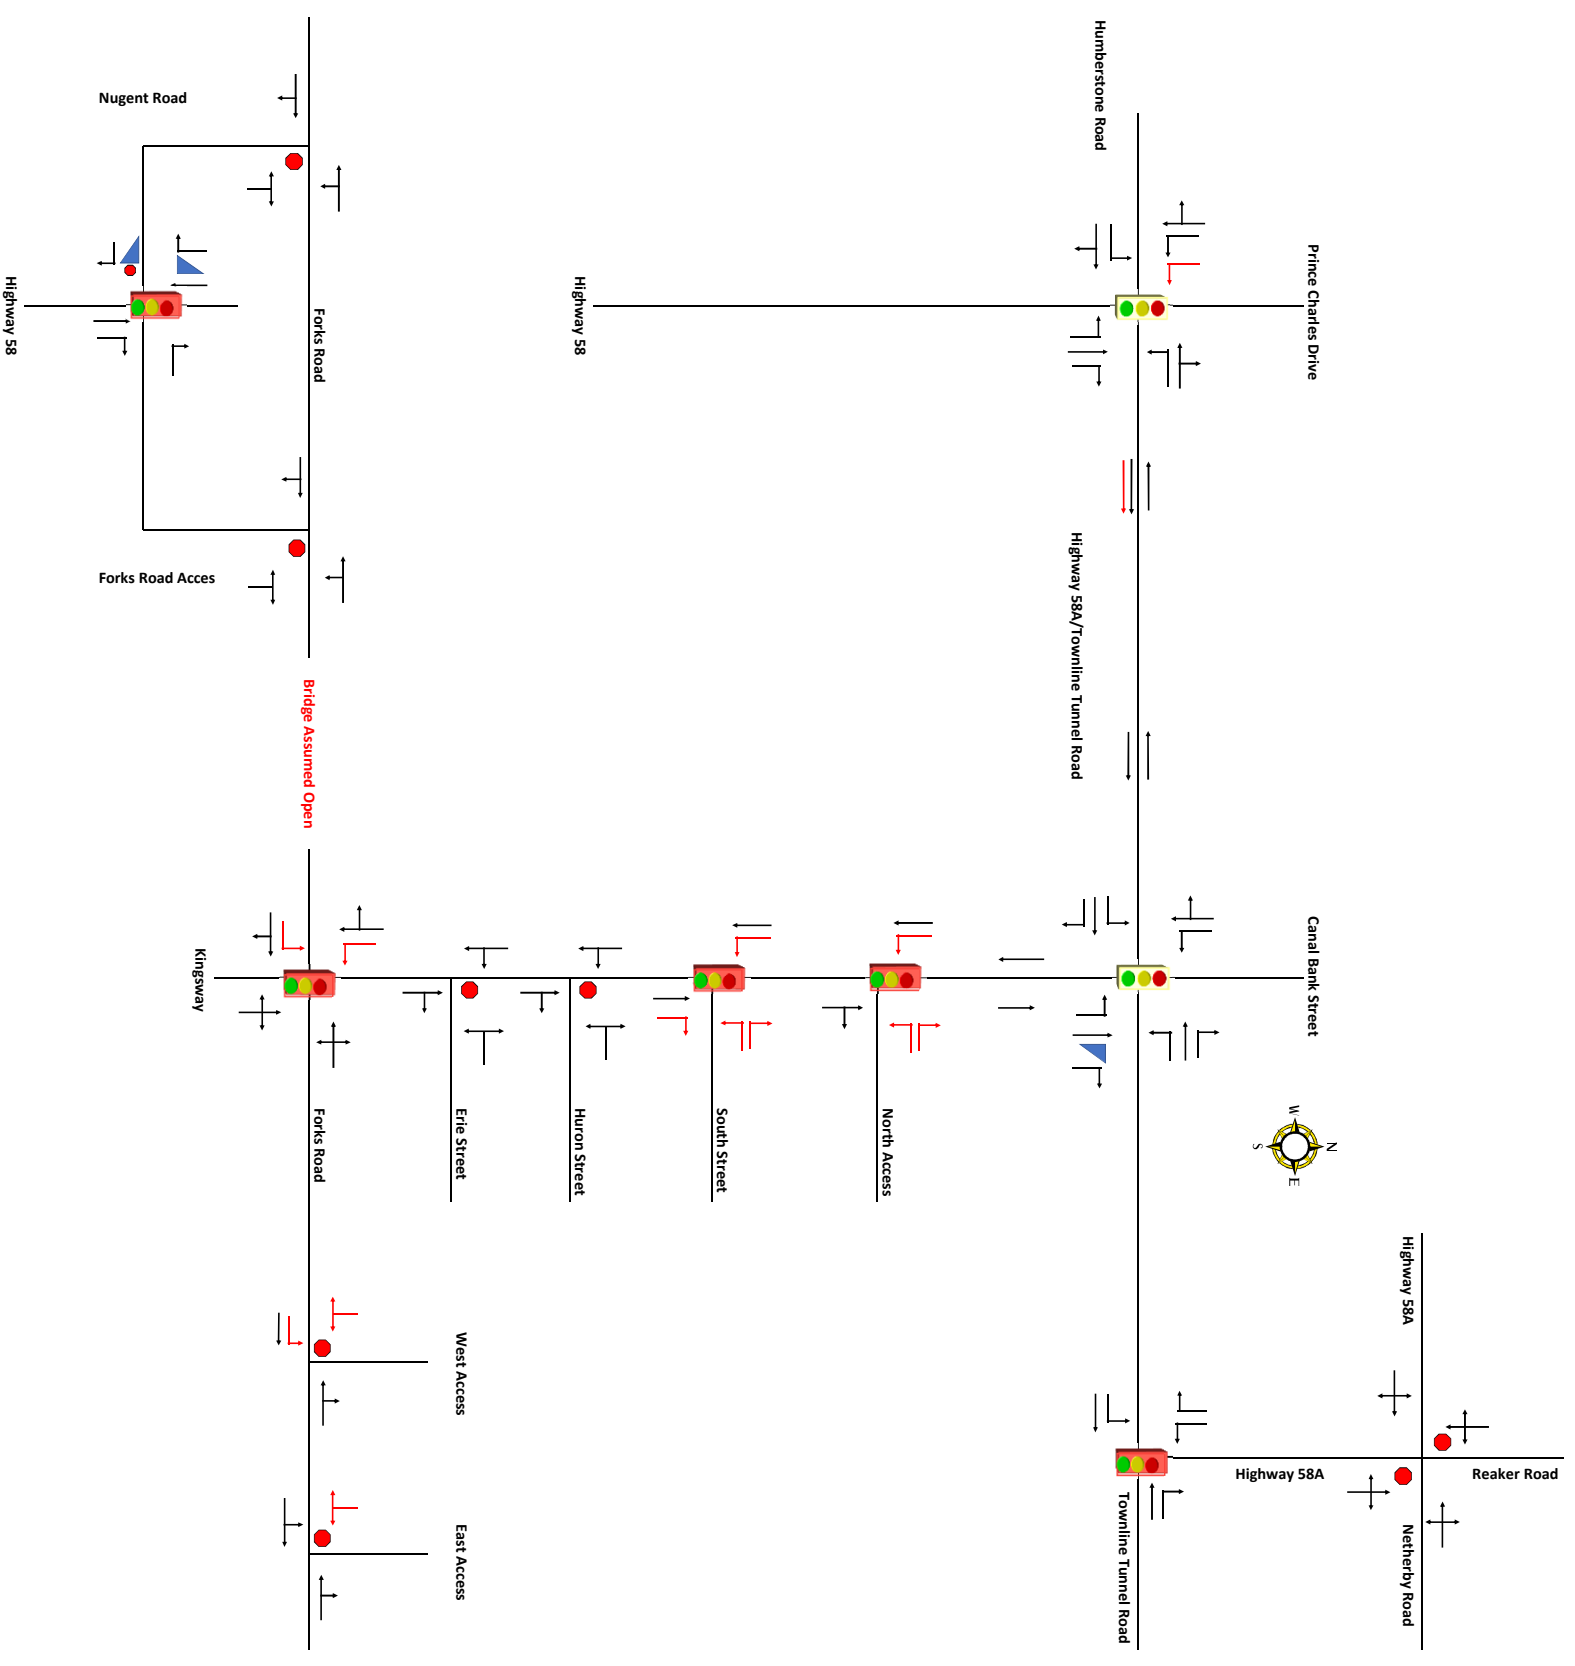 Humberstone Road
Nugent Road
Prince Charles Drive
Highway 58
Highway 58
Forks Road
Highway 58A/Townline Tunnel Road
Forks Road Acces
Bridge Assumed Open
Canal Bank Street
Kingsway
Forks Road
Erie Street
Huron Street
South Street
North Access
W
N
S
E
Highway 58A
West Access
Highway 58A
Reaker Road
Townline Tunnel Road
East Access
Netherby Road